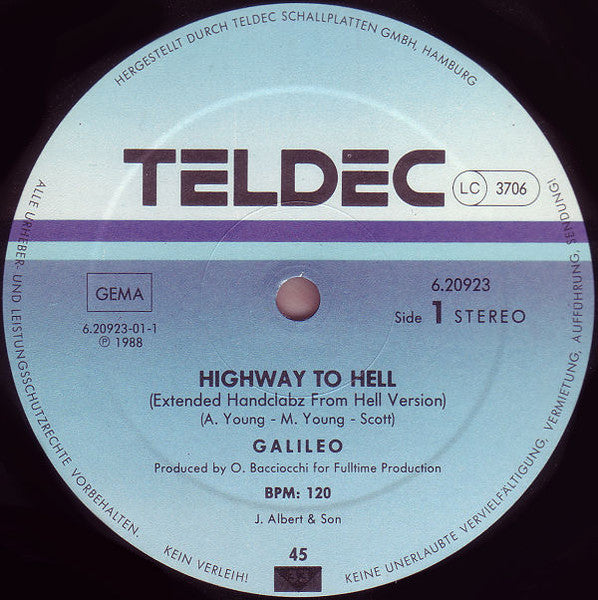 HERGESTELLT DURCH TELDEC SCHALLPLATTEN GMBH, HAMBURG
TELDEC
LC 3706
GEMA
6.20923-01-1
℗ 1988
6.20923
Side 1 STEREO
HIGHWAY TO HELL
(Extended Handclabz From Hell Version)
(A. Young - M. Young - Scott)
GALILEO
Produced by O. Bacciocchi for Fulltime Production
BPM: 120
J. Albert & Son
45
ALLE URHEBER- UND LEISTUNGSSCHUTZRECHTE VORBEHALTEN.
KEIN VERLEIH!
KEINE UNERLAUBTE VERVIELFÄLTIGUNG, VERMIETUNG, AUFFÜHRUNG, SENDUNG!